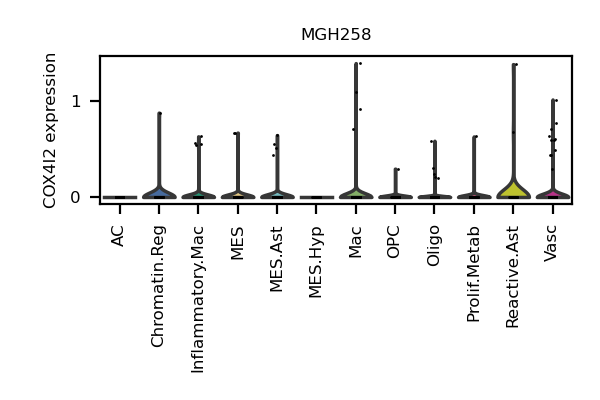 MGH258
COX4I2 expression
1
0
AC
Chromatin.Reg
Inflammatory.Mac
MES
MES.Ast
MES.Hyp
Mac
OPC
Oligo
Prolif.Metab
Reactive.Ast
Vasc